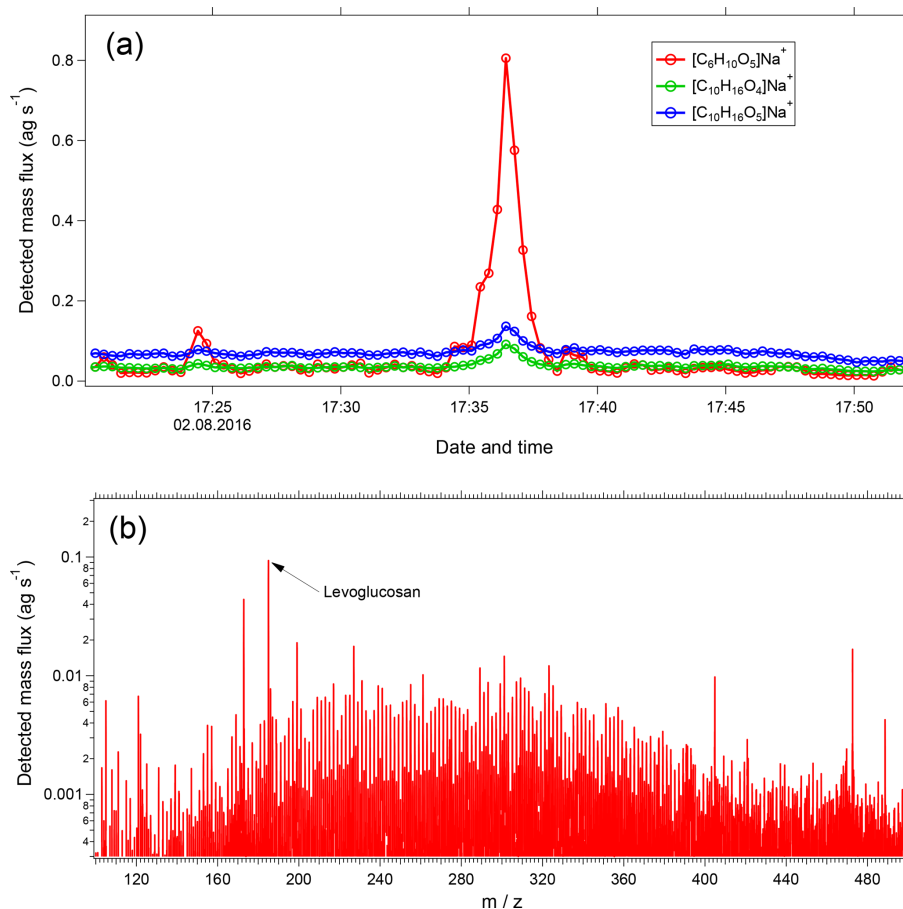 (a)
[C6H10O5]Na+
[C10H16O4]Na+
[C10H16O5]Na+
Detected mass flux (ag s-1)
0.8
0.6
0.4
0.2
0.0
17:25 17:30 17:35 17:40 17:45 17:50
02.08.2016
Date and time
(b)
Levoglucosan
Detected mass flux (ag s-1)
2
0.1
8
6
4
2
0.01
8
6
4
2
0.001
8
6
4
120 160 200 240 280 320 360 400 440 480
m / z